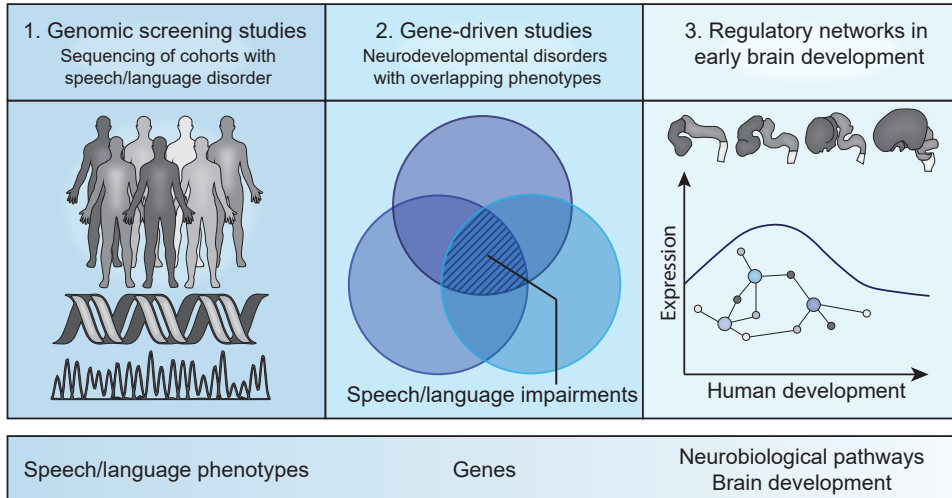 1. Genomic screening studies
Sequencing of cohorts with
speech/language disorder
2. Gene-driven studies
Neurodevelopmental disorders
with overlapping phenotypes
3. Regulatory networks in
early brain development
Speech/language impairments
Expression
Human development
Speech/language phenotypes
Genes
Neurobiological pathways
Brain development